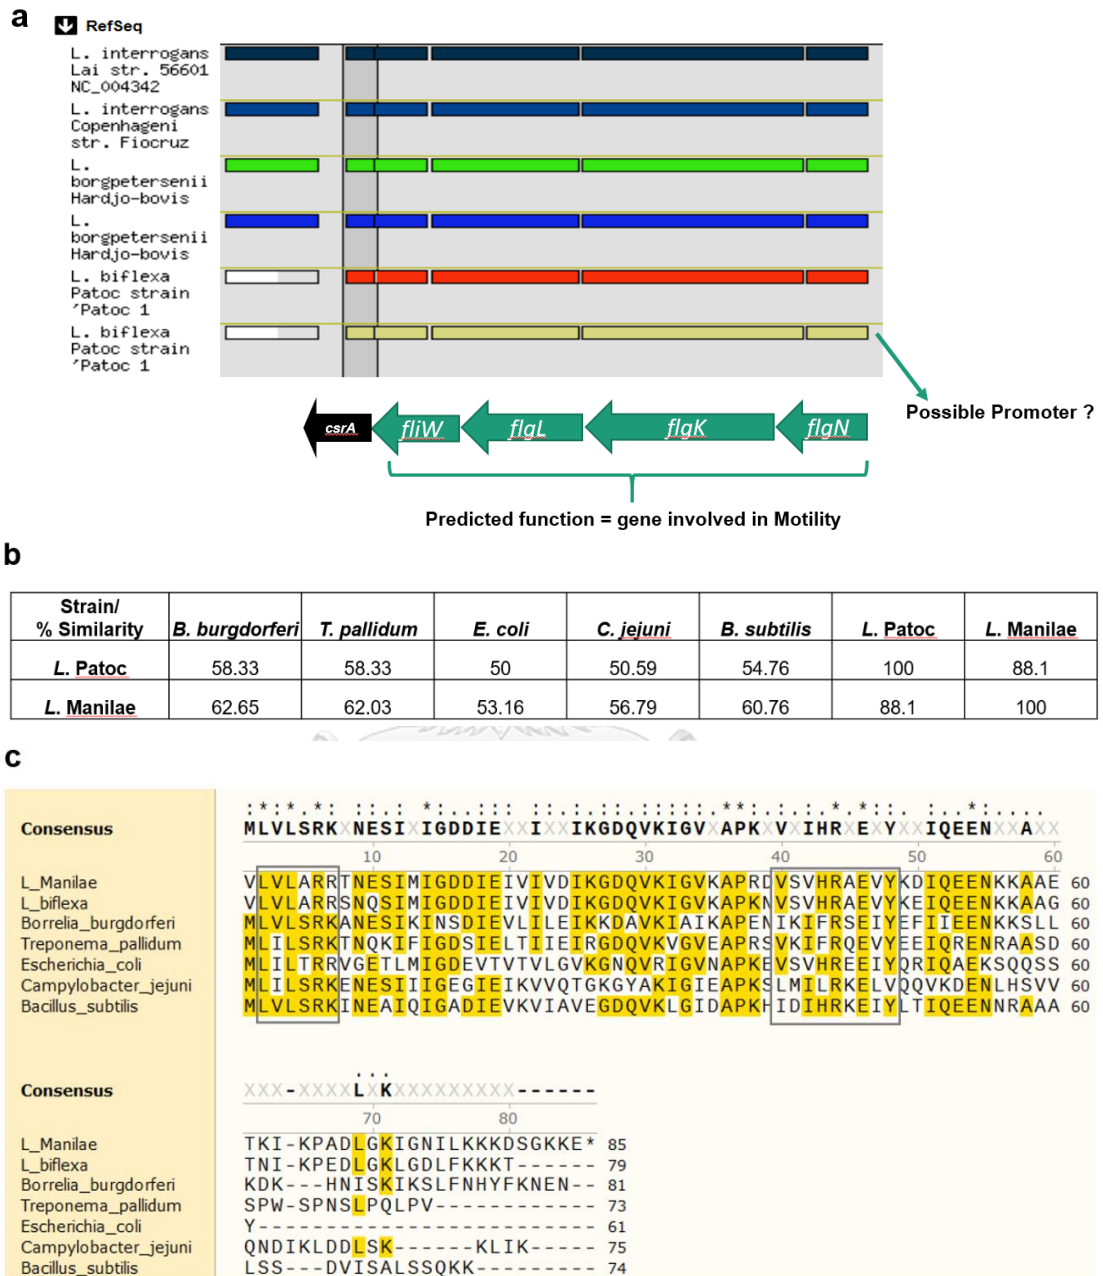 a
RefSeq
L. interrogans
Lai str. 56601
NC_004342
L. interrogans
Copenhageni
str. Fiocruz
L.
borgpetersenii
Hardjo-bovis
L.
borgpetersenii
Hardjo-bovis
L. biflexa
Patoc strain
'Patoc 1
L. biflexa
Patoc strain
'Patoc 1
Possible Promoter ?
csrA fliW flgL flgK flgN
Predicted function = gene involved in Motility
b
Strain/
% Similarity B. burgdorferi T. pallidum E. coli C. jejuni B. subtilis L. Patoc L. Manilae
L. Patoc 58.33 58.33 50 50.59 54.76 100 88.1
L. Manilae 62.65 62.03 53.16 56.79 60.76 88.1 100
c
Consensus MLVLSRKXNESIXIGDDIEXXIXXIKGDQVKIGVXAPKXVXIHRXEXYXXIQEENXXAXX
10 20 30 40 50 60
L_Manilae VLVLARRTNESIMIGDDIEIVIVDIKGDQVKIGVKAPRDVSVHRAEVYKDIQEENKKAAE 60
L_biflexa VLVLARRSNQSIMIGDDIEIVIVDIKGDQVKIGVKAPKNVSVHRAEVYKEIQEENKKAAG 60
Borrelia_burgdorferi MLVLSRKANESIKINSDIEVLILEIKKDAVKIAIKAPENIKIFRSEIYEFIIEENKKSLL 60
Treponema_pallidum MLILSRKTNQKIFIGDSIELTIIEIRGDQVKVGVEAPRSVKIFRQEVYEEIQRENRAASD 60
Escherichia_coli MLILTRRVGETLMIGDEVTVTVLGVKGNQVRIGVNAPKEVSVHREEIYQRIQAEKSQQSS 60
Campylobacter_jejuni MLILSRKENESIIIGEGIEIKVVQTGKGYAKIGIEAPKSLMILRKELVQQVKDENLHSVV 60
Bacillus_subtilis MLVLSRKINEAIQIGADIEVKVIAVEGDQVKLGIDAPKHIDIHRKEIYLTIQEENNRAAA 60
Consensus XXX-XXXXLXKXXXXXXXXX------
70 80
L_Manilae TKI-KPADLGKIGNILKKKDSGKKE* 85
L_biflexa TNI-KPEDLGKLGDLFKKKT------ 79
Borrelia_burgdorferi KDK---HNISKIKSLFNHYFKNEN-- 81
Treponema_pallidum SPW-SPNSLPQLPV------------ 73
Escherichia_coli Y------------------------- 61
Campylobacter_jejuni QNDIKLDDLSK------KLIK----- 75
Bacillus_subtilis LSS---DVISALSSQKK--------- 74